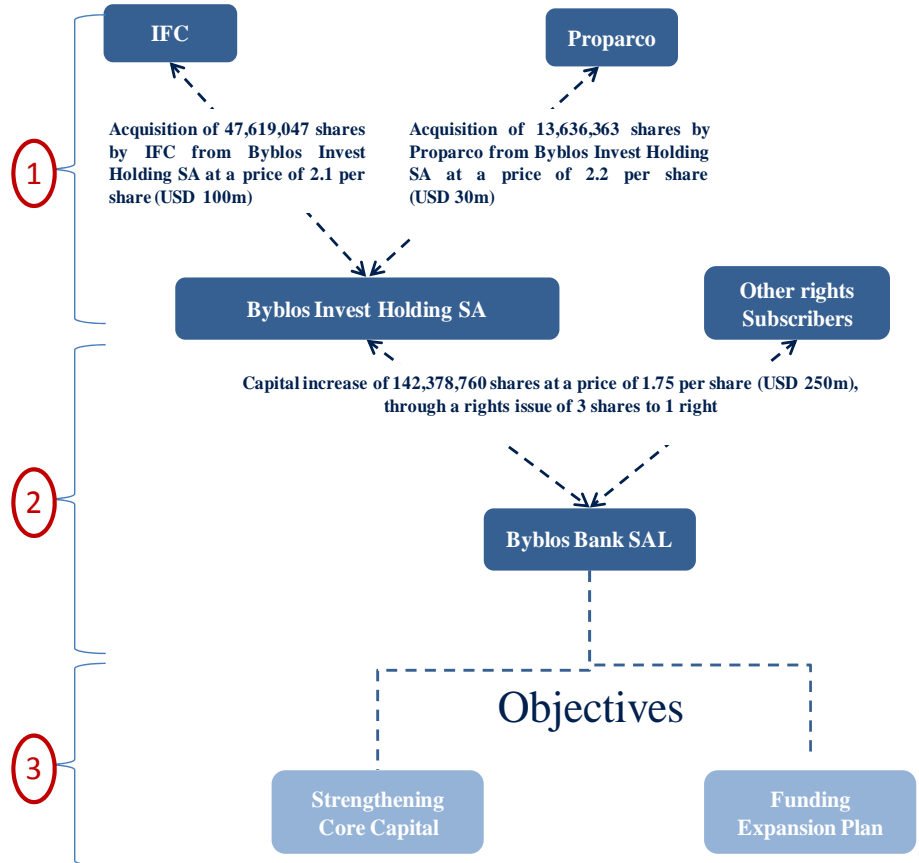 IFC
Proparco
Acquisition of 47,619,047 shares
by IFC from Byblos Invest
Holding SA at a price of 2.1 per
share (USD 100m)
Acquisition of 13,636,363 shares by
Proparco from Byblos Invest Holding
SA at a price of 2.2 per share
(USD 30m)
1
Byblos Invest Holding SA
Other rights
Subscribers
Capital increase of 142,378,760 shares at a price of 1.75 per share (USD 250m),
through a rights issue of 3 shares to 1 right
2
Byblos Bank SAL
Objectives
3
Strengthening
Core Capital
Funding
Expansion Plan